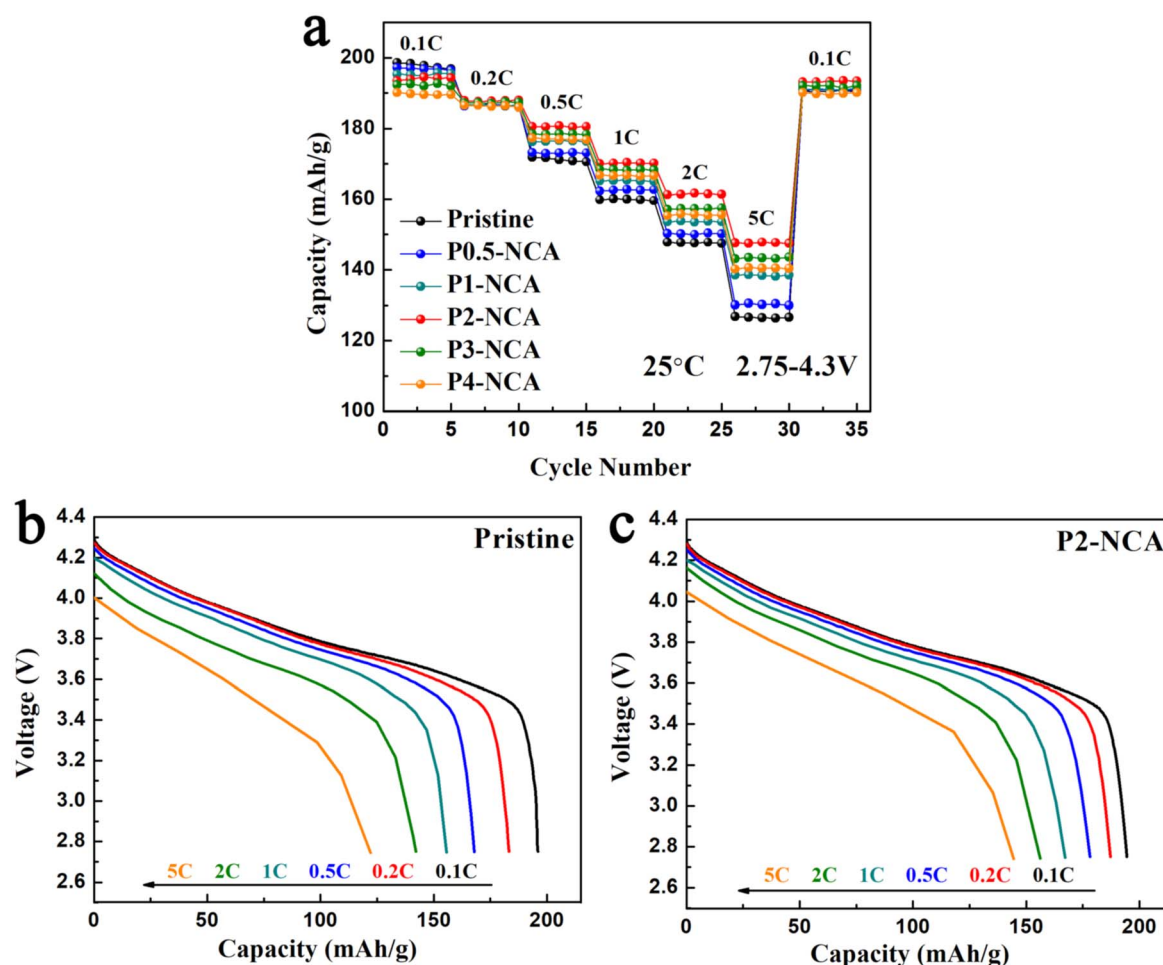 a
0.1C
0.2C
0.5C
1C
2C
5C
0.1C
Capacity (mAh/g)
200
180
160
140
120
100
Pristine
P0.5-NCA
P1-NCA
P2-NCA
P3-NCA
P4-NCA
25°C 2.75-4.3V
0 5 10 15 20 25 30 35
Cycle Number
b
Pristine
Voltage (V)
4.4
4.2
4.0
3.8
3.6
3.4
3.2
3.0
2.8
2.6
5C 2C 1C 0.5C 0.2C 0.1C
0 50 100 150 200
Capacity (mAh/g)
c
P2-NCA
Voltage (V)
4.4
4.2
4.0
3.8
3.6
3.4
3.2
3.0
2.8
2.6
5C 2C 1C 0.5C 0.2C 0.1C
0 50 100 150 200
Capacity (mAh/g)